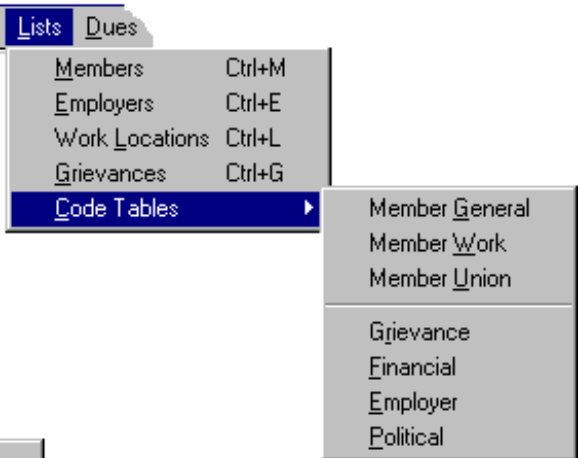 Lists Dues
Members Ctrl+M
Employers Ctrl+E
Work Locations Ctrl+L
Grievances Ctrl+G
Code Tables
Member General
Member Work
Member Union
Grievance
Financial
Employer
Political